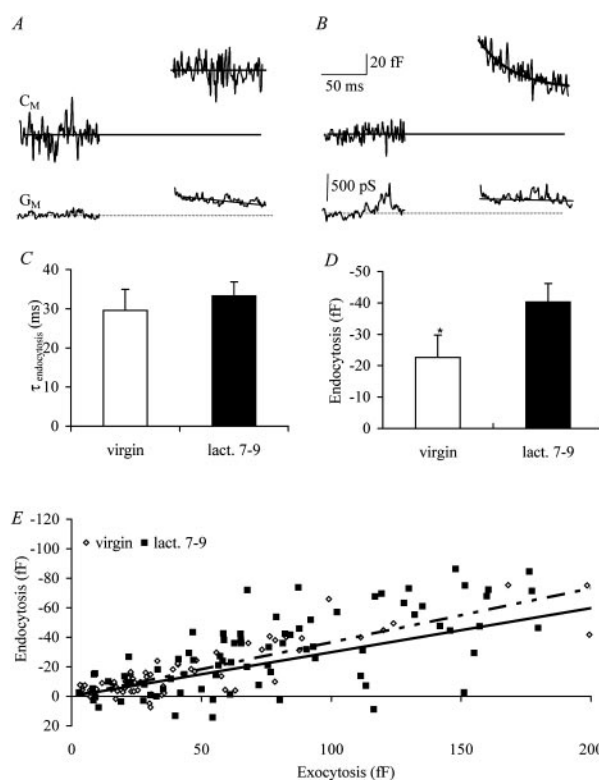 A
B
20 fF
50 ms
C M
500 pS
G M
C
D
40
30
20
10
0
τ endocytosis (ms)
virgin
lact. 7-9
-50
-40
-30
-20
-10
0
Endocytosis (fF)
*
virgin
lact. 7-9
E
-120
-100
-80
-60
-40
-20
0
20
Endocytosis (fF)
virgin lact. 7-9
0 50 100 150 200
Exocytosis (fF)